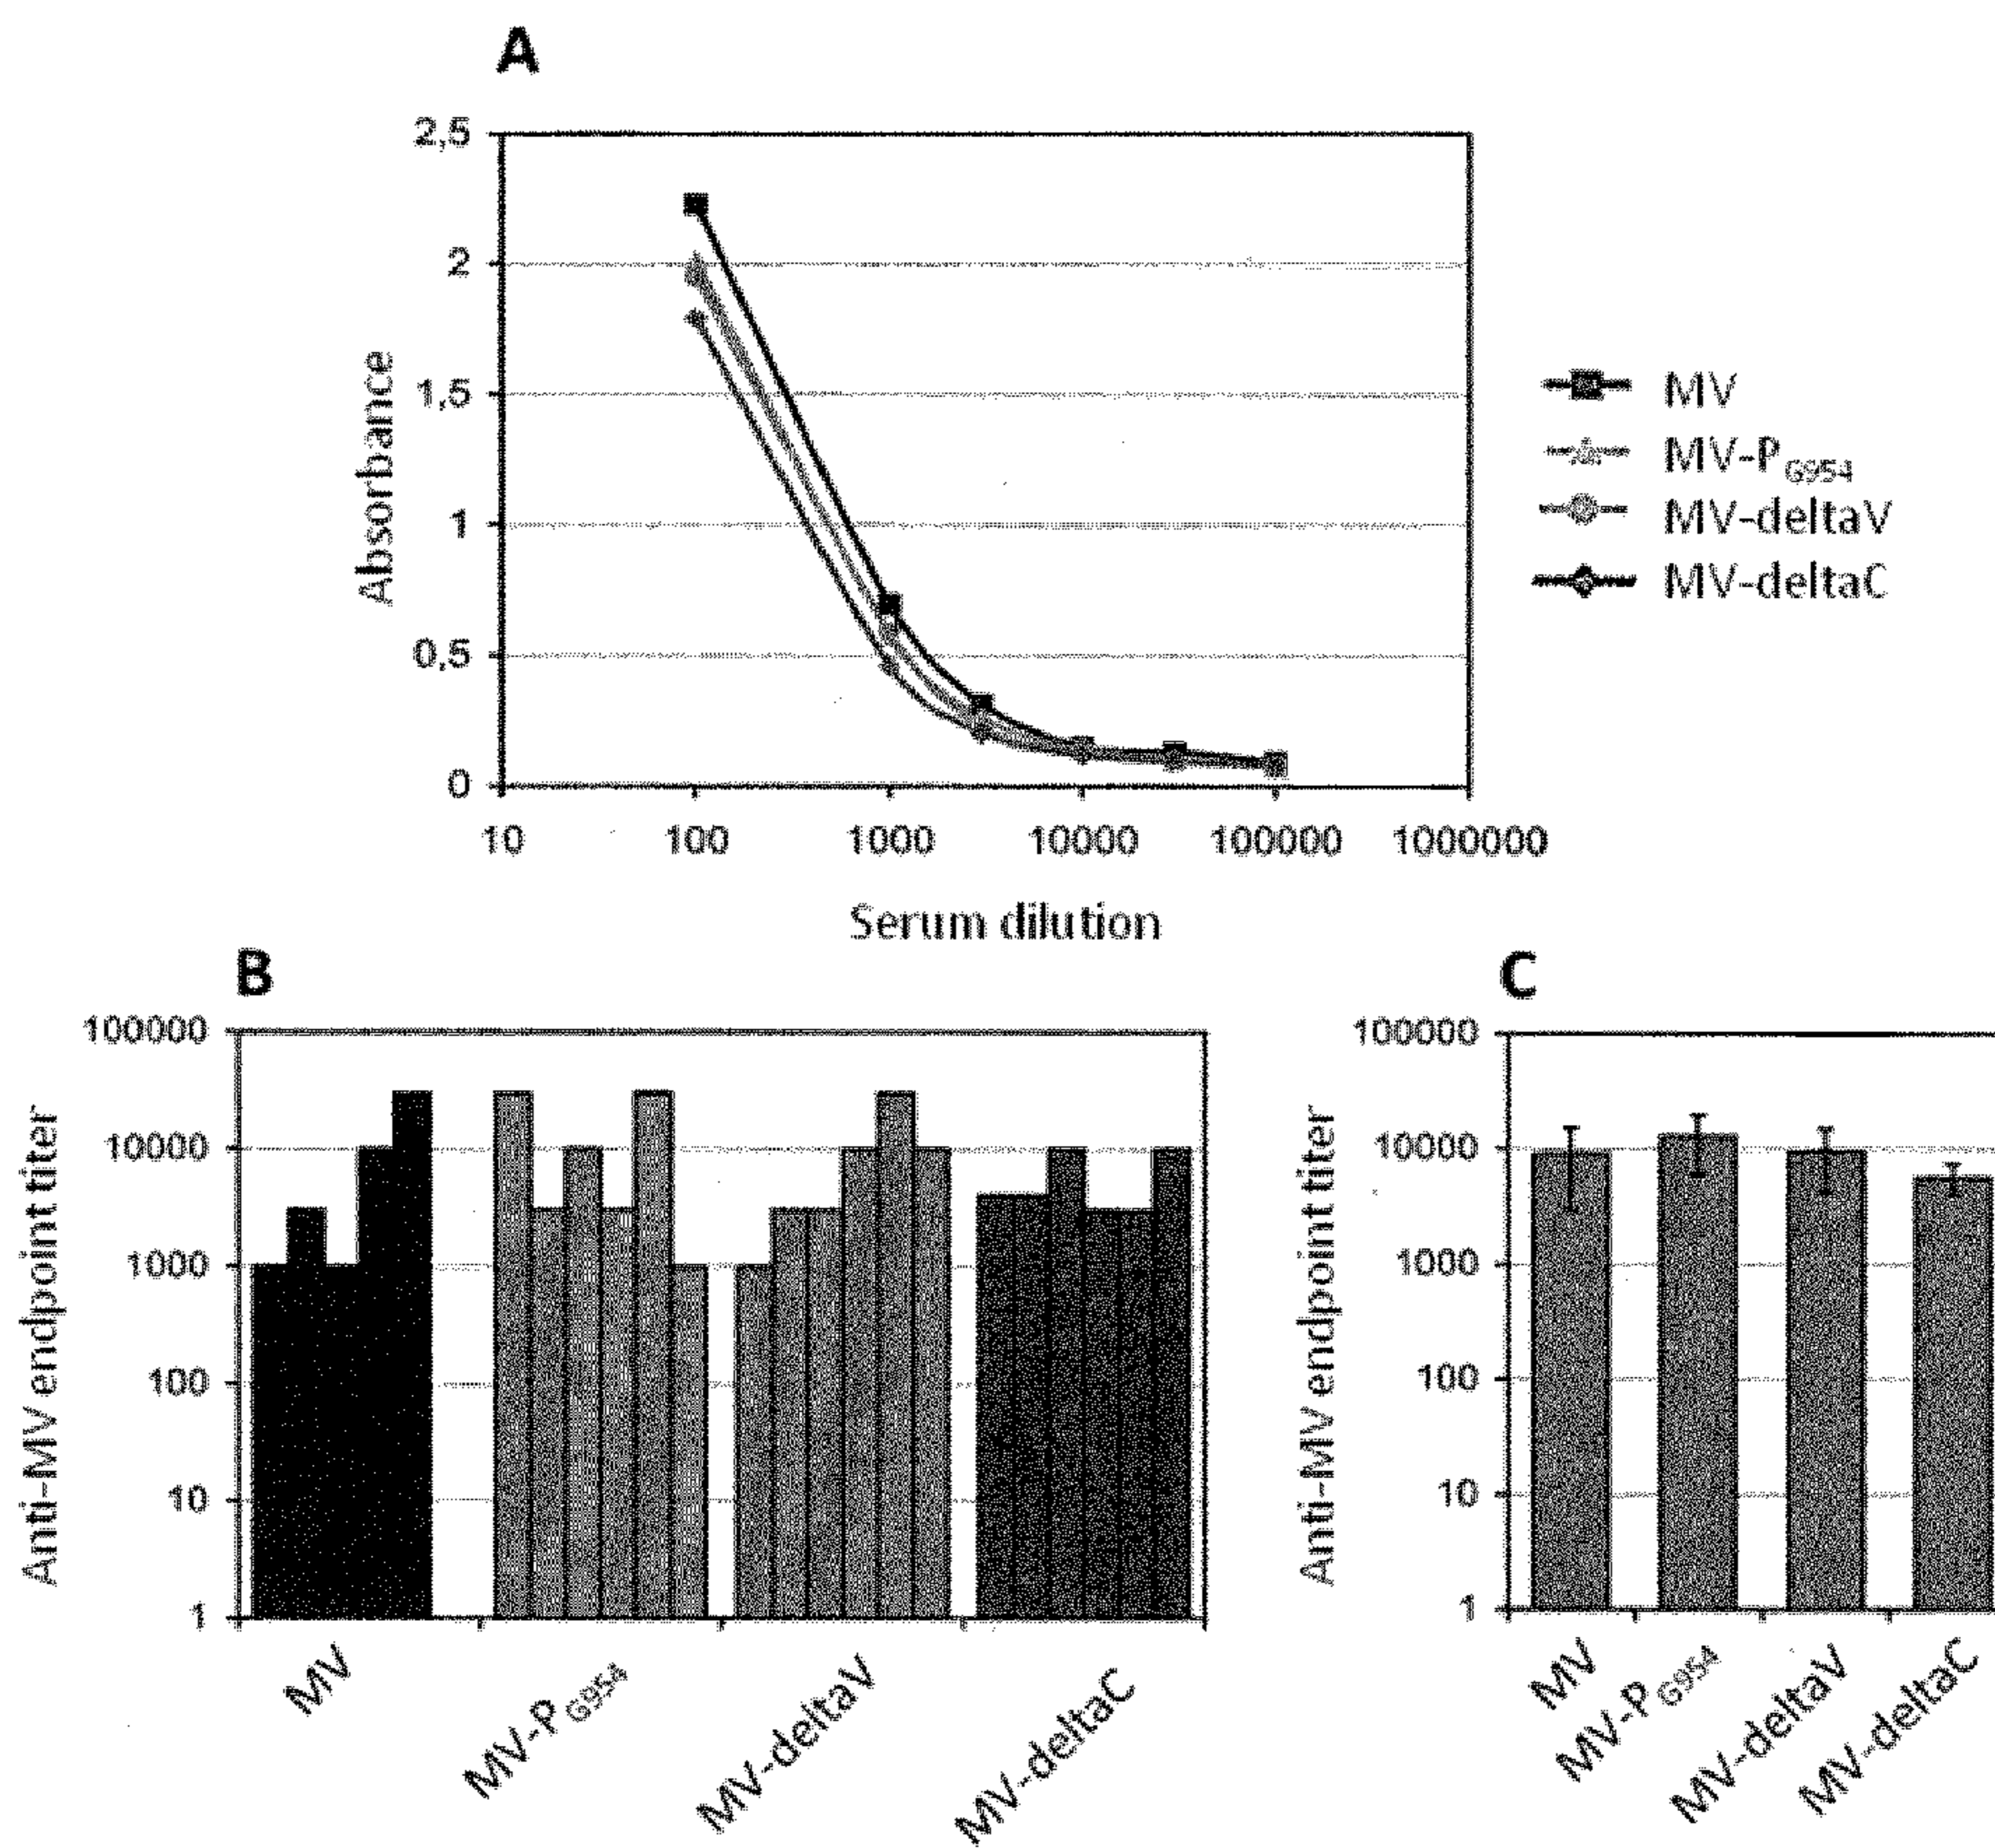 A
2,5
2
1,5
1
0,5
0
Absorbance
10 100 1000 10000 100000 1000000
Serum dilution
MV
MV-P G954
MV-deltaV
MV-deltaC
B
100000
10000
1000
100
10
1
Anti-MV endpoint titer
MV
MV-P G954
MV-deltaV
MV-deltaC
C
100000
10000
1000
100
10
1
Anti-MV endpoint titer
MV
MV-P G954
MV-deltaV
MV-deltaC